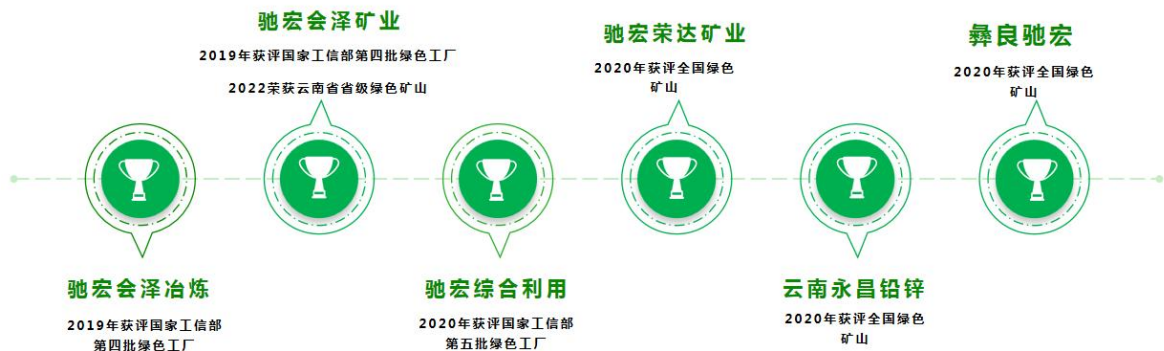 驰宏会泽矿业
2019年获评国家工信部第四批绿色工厂
2022荣获云南省省级绿色矿山
驰宏荣达矿业
2020年获评全国绿色
矿山
彝良驰宏
2020年获评全国绿色
矿山
驰宏会泽冶炼
2019年获评国家工信部
第四批绿色工厂
驰宏综合利用
2020年获评国家工信部
第五批绿色工厂
云南永昌铅锌
2020年获评全国绿色
矿山